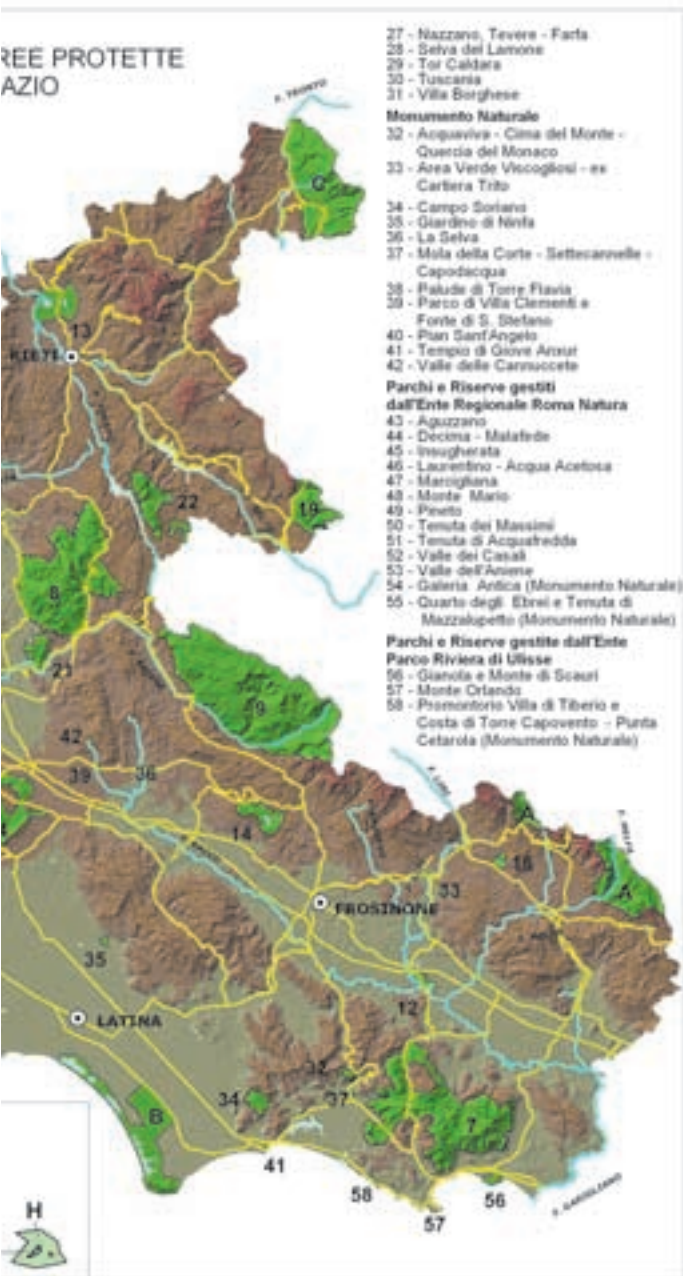 REE PROTETTE
AZIO
27 - Nazzano, Tevere - Farfa
28 - Selva del Lamone
29 - Tor Caldara
30 - Tuscania
31 - Villa Borghese
Monumento Naturale
32 - Acquaviva - Cima del Monte -
Quercia del Monaco
33 - Area Verde Viscogliosi - ex
Cartiera Trito
34 - Campo Soriano
35 - Giardino di Ninfa
36 - La Selva
37 - Mola della Corte - Settecannelle -
Capodacqua
38 - Palude di Torre Flavia
39 - Parco di Villa Clementi e
Fonte di S. Stefano
40 - Pian Sant'Angelo
41 - Tempio di Giove Anxur
42 - Valle delle Cannuccete
Parchi e Riserve gestiti
dall'Ente Regionale Roma Natura
43 - Aguzzano
44 - Decima - Malafede
45 - Insugherata
46 - Laurentino - Acqua Acetosa
47 - Marcigliana
48 - Monte Mario
49 - Pineto
50 - Tenuta dei Massimi
51 - Tenuta di Acquafredda
52 - Valle dei Casali
53 - Valle dell'Aniene
54 - Galeria Antica (Monumento Naturale)
55 - Quarto degli Ebrei e Tenuta di
Mazzalupetto (Monumento Naturale)
Parchi e Riserve gestite dall'Ente
Parco Riviera di Ulisse
56 - Gianola e Monte di Scauri
57 - Monte Orlando
58 - Promontorio Villa di Tiberio e
Costa di Torre Capovento - Punta
Cetarola (Monumento Naturale)
F. TRONTO
G
13
RIETI
22
19
8
21
9
42
39
36
14
F. LIRI
A
F. MELFA
18
A
33
FROSINONE
35
LATINA
12
32
34
37
B
7
41
58
56
57
F. GARIGLIANO
H